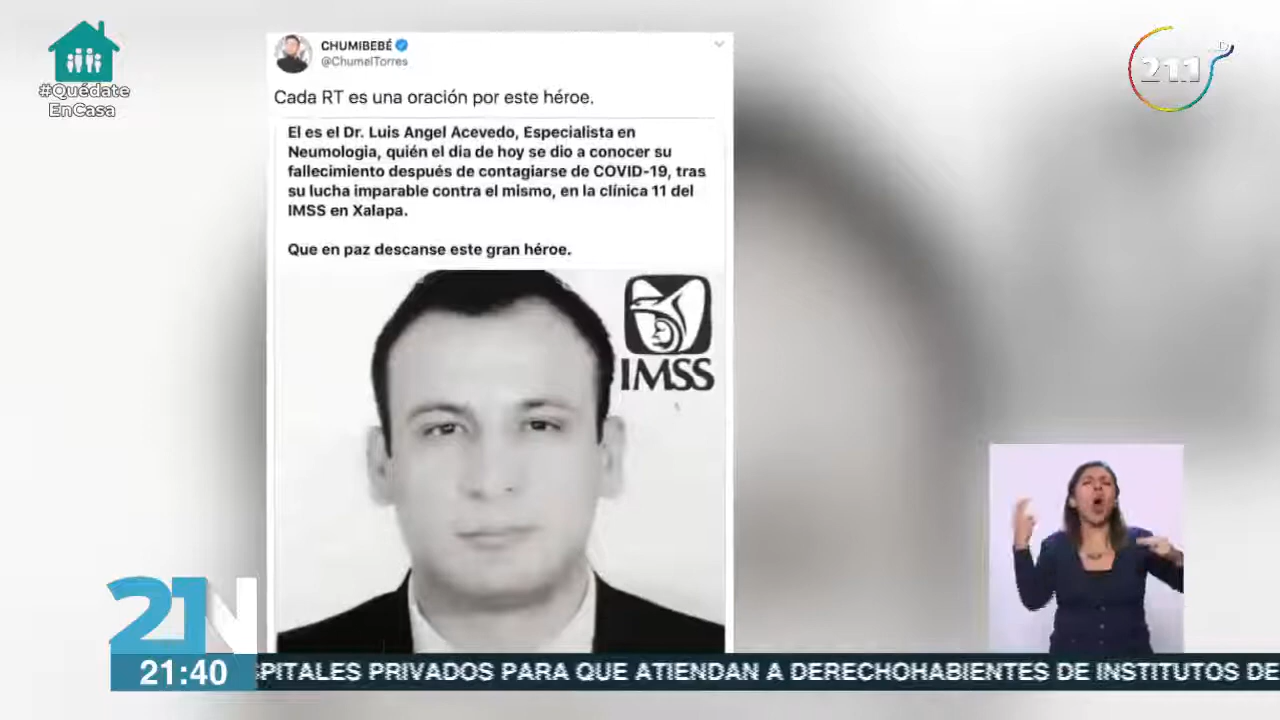 #Quédate
EnCasa
CHUMiBEBÉ
@ChumelTorres
Cada RT es una oración por este héroe.
El es el Dr. Luis Angel Acevedo, Especialista en
Neumologia, quién el dia de hoy se dio a conocer su
fallecimiento después de contagiarse de COVID-19, tras
su lucha imparable contra el mismo, en la clínica 11 del
IMSS en Xalapa.
Que en paz descanse este gran héroe.
IMSS
21.1
21N
21:40
SPITALES PRIVADOS PARA QUE ATIENDAN A DERECHOHABIENTES DE INSTITUTOS DE